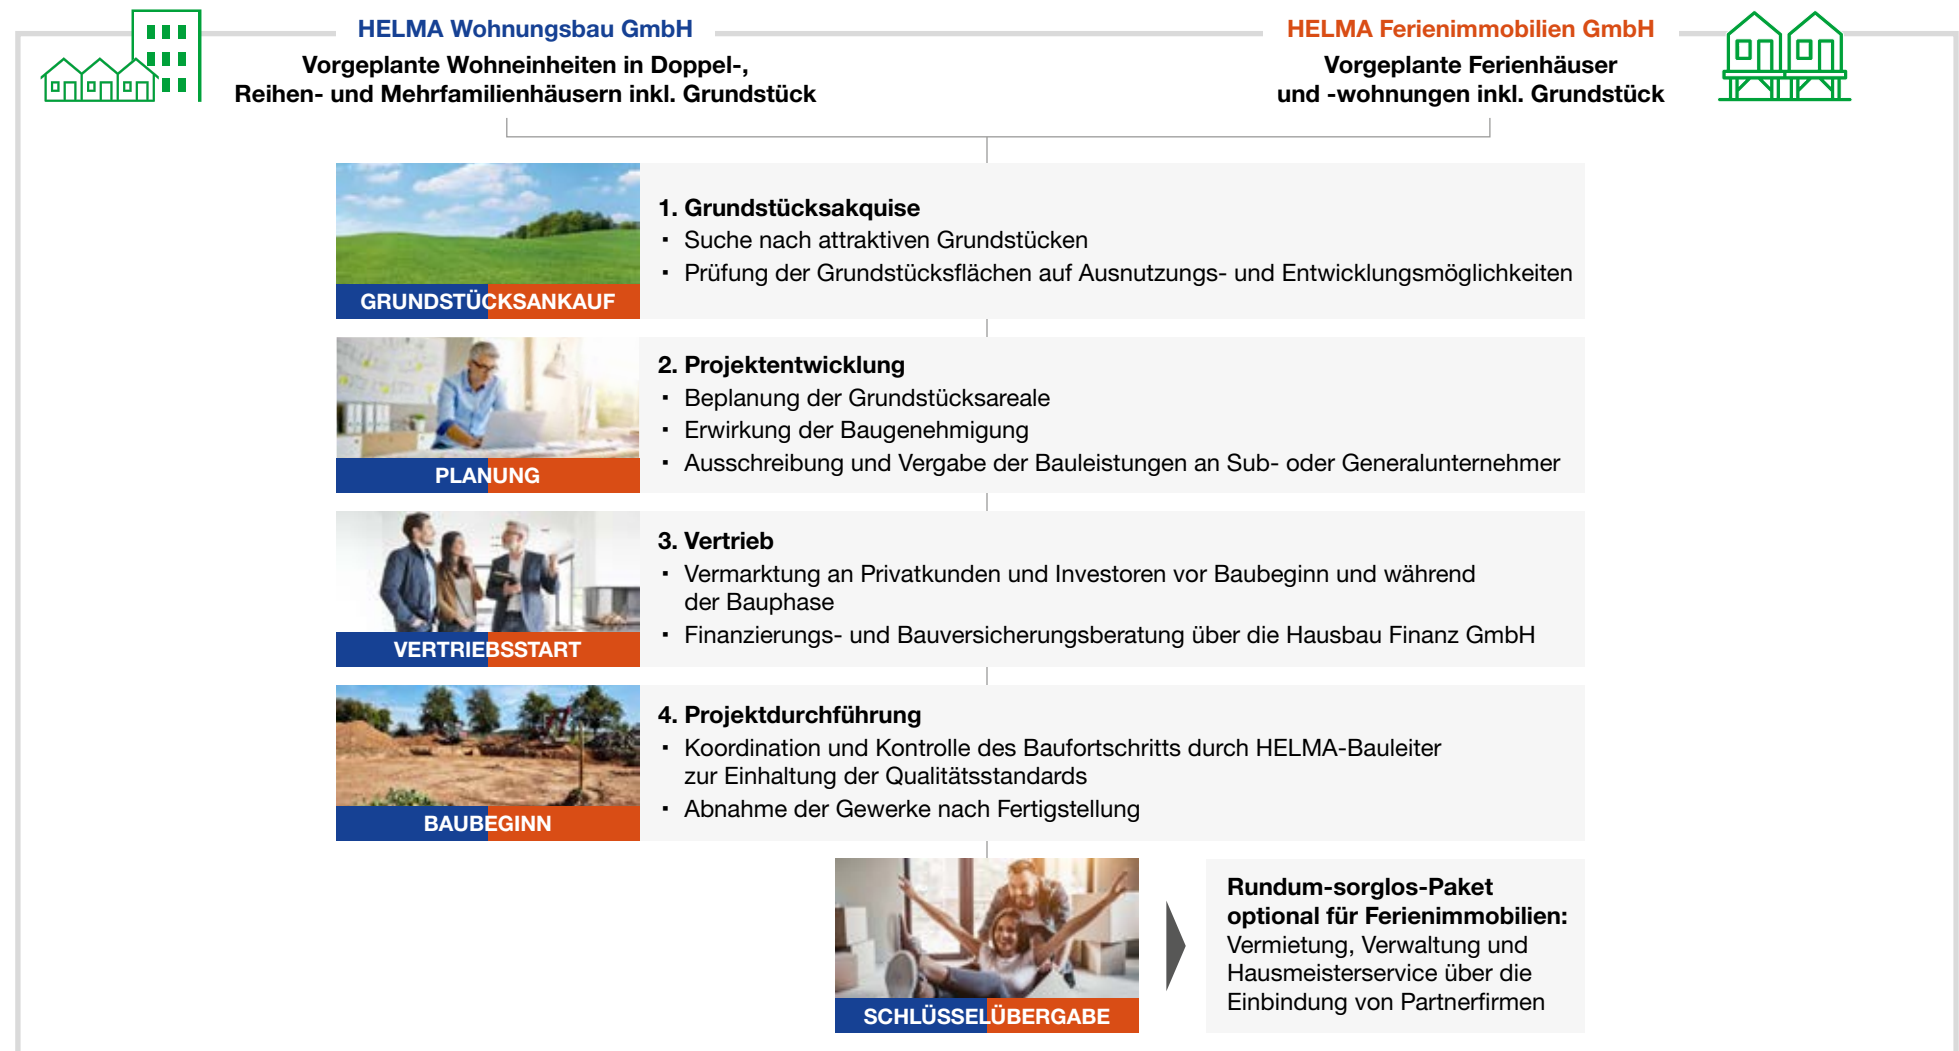 HELMA Wohnungsbau GmbH
Vorgeplante Wohneinheiten in Doppel-,
Reihen- und Mehrfamilienhäusern inkl. Grundstück
HELMA Ferienimmobilien GmbH
Vorgeplante Ferienhäuser
und -wohnungen inkl. Grundstück
GRUNDSTÜCKSANKAUF
1. Grundstücksakquise
▪ Suche nach attraktiven Grundstücken
▪ Prüfung der Grundstücksflächen auf Ausnutzungs- und Entwicklungsmöglichkeiten
PLANUNG
2. Projektentwicklung
▪ Beplanung der Grundstücksareale
▪ Erwirkung der Baugenehmigung
▪ Ausschreibung und Vergabe der Bauleistungen an Sub- oder Generalunternehmer
VERTRIEBSSTART
3. Vertrieb
▪ Vermarktung an Privatkunden und Investoren vor Baubeginn und während
der Bauphase
▪ Finanzierungs- und Bauversicherungsberatung über die Hausbau Finanz GmbH
BAUBEGINN
4. Projektdurchführung
▪ Koordination und Kontrolle des Baufortschritts durch HELMA-Bauleiter
zur Einhaltung der Qualitätsstandards
▪ Abnahme der Gewerke nach Fertigstellung
SCHLÜSSELÜBERGABE
Rundum-sorglos-Paket
optional für Ferienimmobilien:
Vermietung, Verwaltung und
Hausmeisterservice über die
Einbindung von Partnerfirmen